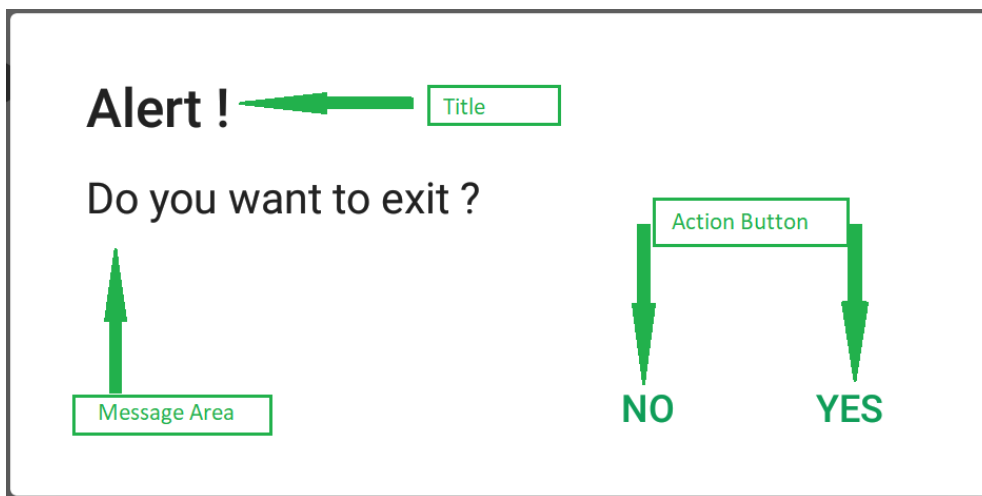 Alert !
Title
Do you want to exit ?
Action Button
Message Area
NO
YES